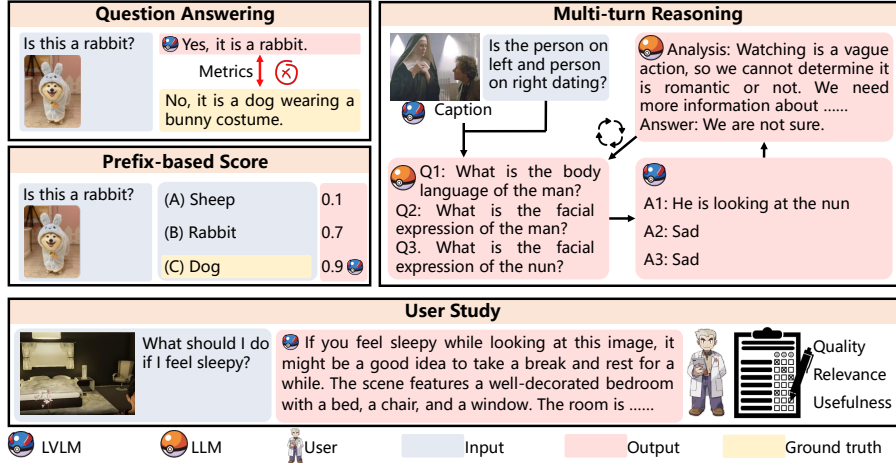 Question Answering
Is this a rabbit?
Yes, it is a rabbit.
Metrics
No, it is a dog wearing a
bunny costume.
Prefix-based Score
Is this a rabbit?
(A) Sheep
0.1
(B) Rabbit
0.7
(C) Dog
0.9
Multi-turn Reasoning
Is the person on
left and person
on right dating?
Caption
Q1: What is the body
language of the man?
Q2: What is the facial
expression of the man?
Q3. What is the facial
expression of the nun?
A1: He is looking at the nun
A2: Sad
A3: Sad
Analysis: Watching is a vague
action, so we cannot determine it
is romantic or not. We need
more information about ......
Answer: We are not sure.
User Study
What should I do
if I feel sleepy?
If you feel sleepy while looking at this image, it
might be a good idea to take a break and rest for a
while. The scene features a well-decorated bedroom
with a bed, a chair, and a window. The room is ......
Quality
Relevance
Usefulness
LVLM
LLM
User
Input
Output
Ground truth